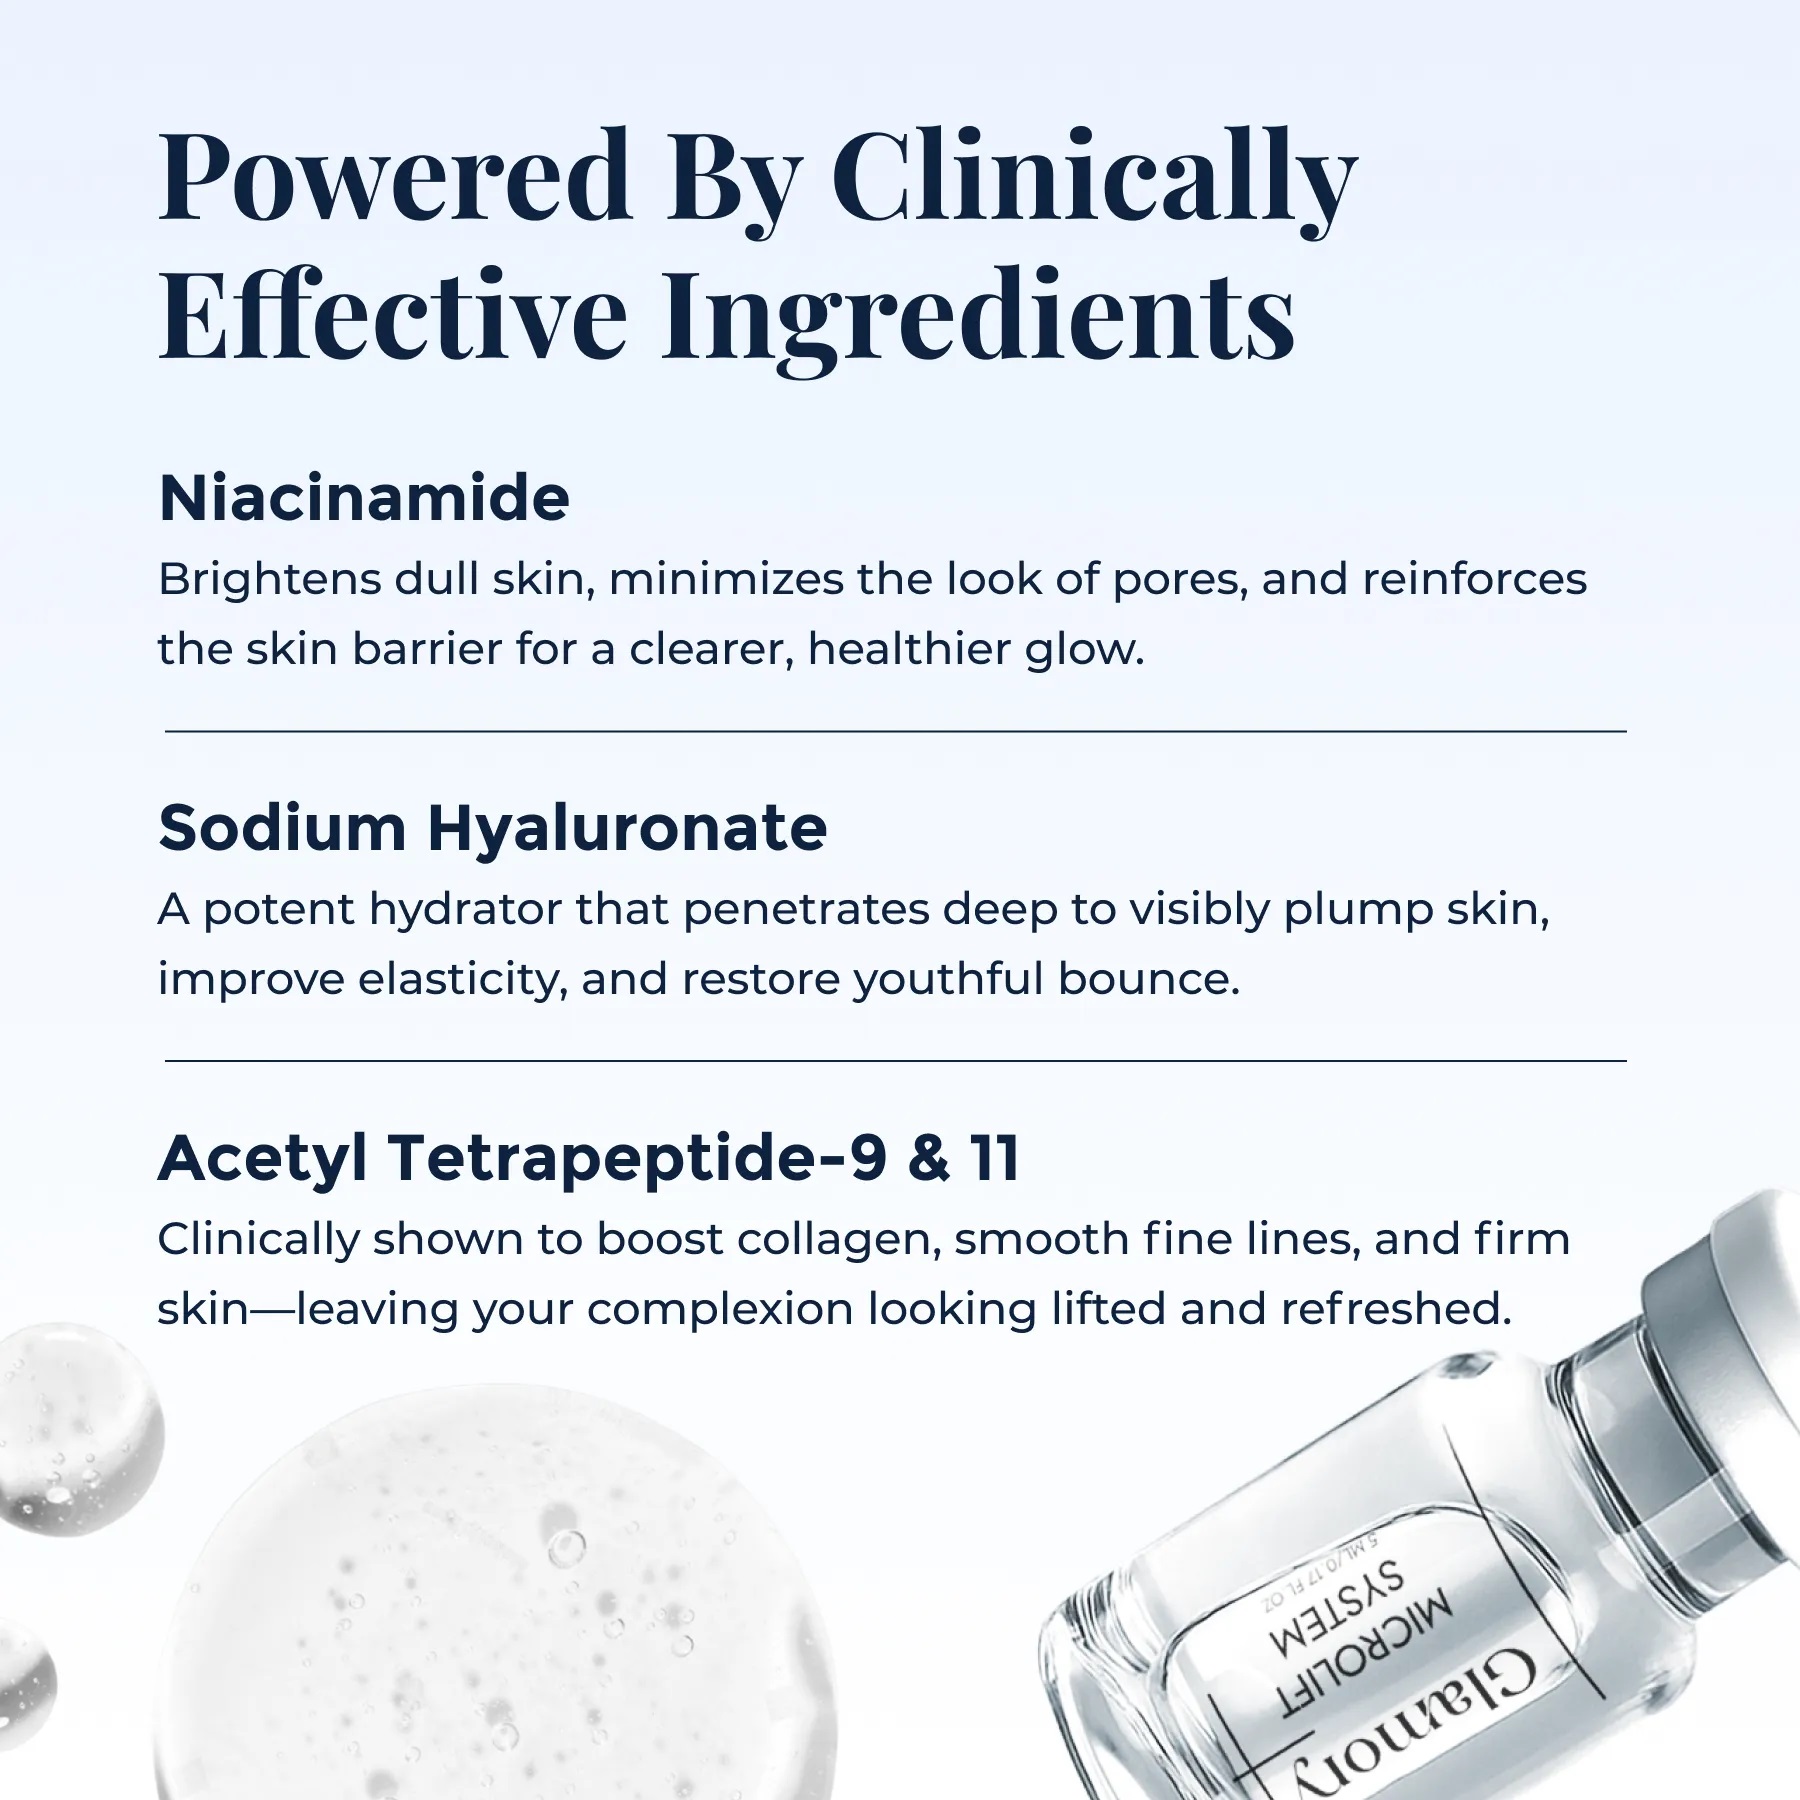 Powered By Clinically
Effective Ingredients
Niacinamide
Brightens dull skin, minimizes the look of pores, and reinforces
the skin barrier for a clearer, healthier glow.
Sodium Hyaluronate
A potent hydrator that penetrates deep to visibly plump skin,
improve elasticity, and restore youthful bounce.
Acetyl Tetrapeptide-9 & 11
Clinically shown to boost collagen, smooth fine lines, and firm
skin—leaving your complexion looking lifted and refreshed.
Glamory
MICROLIFT
SYSTEM
5 ML/0.17 FL OZ